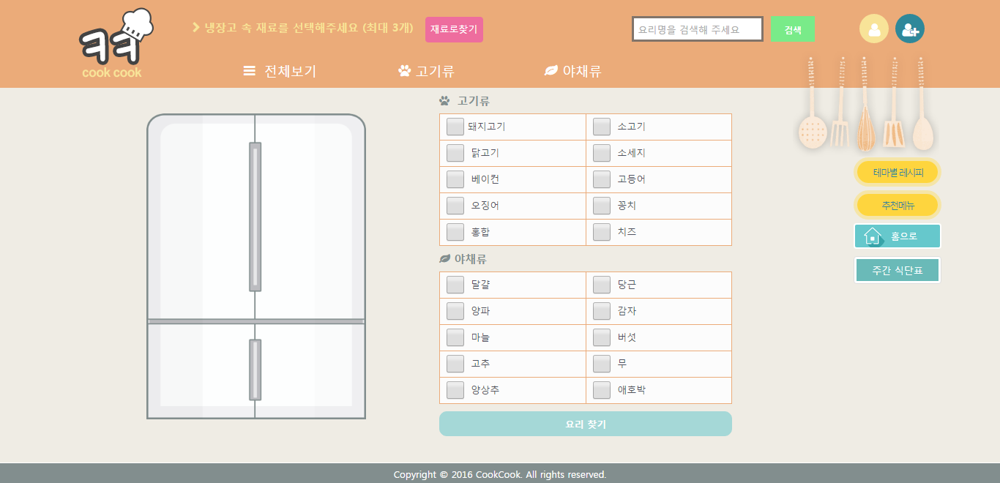 쿡쿡
cook cook
냉장고 속 재료를 선택해주세요 (최대 3개)
재료로찾기
요리명을 검색해 주세요
검색
전체보기
고기류
야채류
고기류
돼지고기
소고기
닭고기
소세지
베이컨
고등어
오징어
꽁치
홍합
치즈
야채류
달걀
당근
양파
감자
마늘
버섯
고추
무
양상추
애호박
요리 찾기
테마별 레시피
추천메뉴
홈으로
주간 식단표
Copyright © 2016 CookCook. All rights reserved.